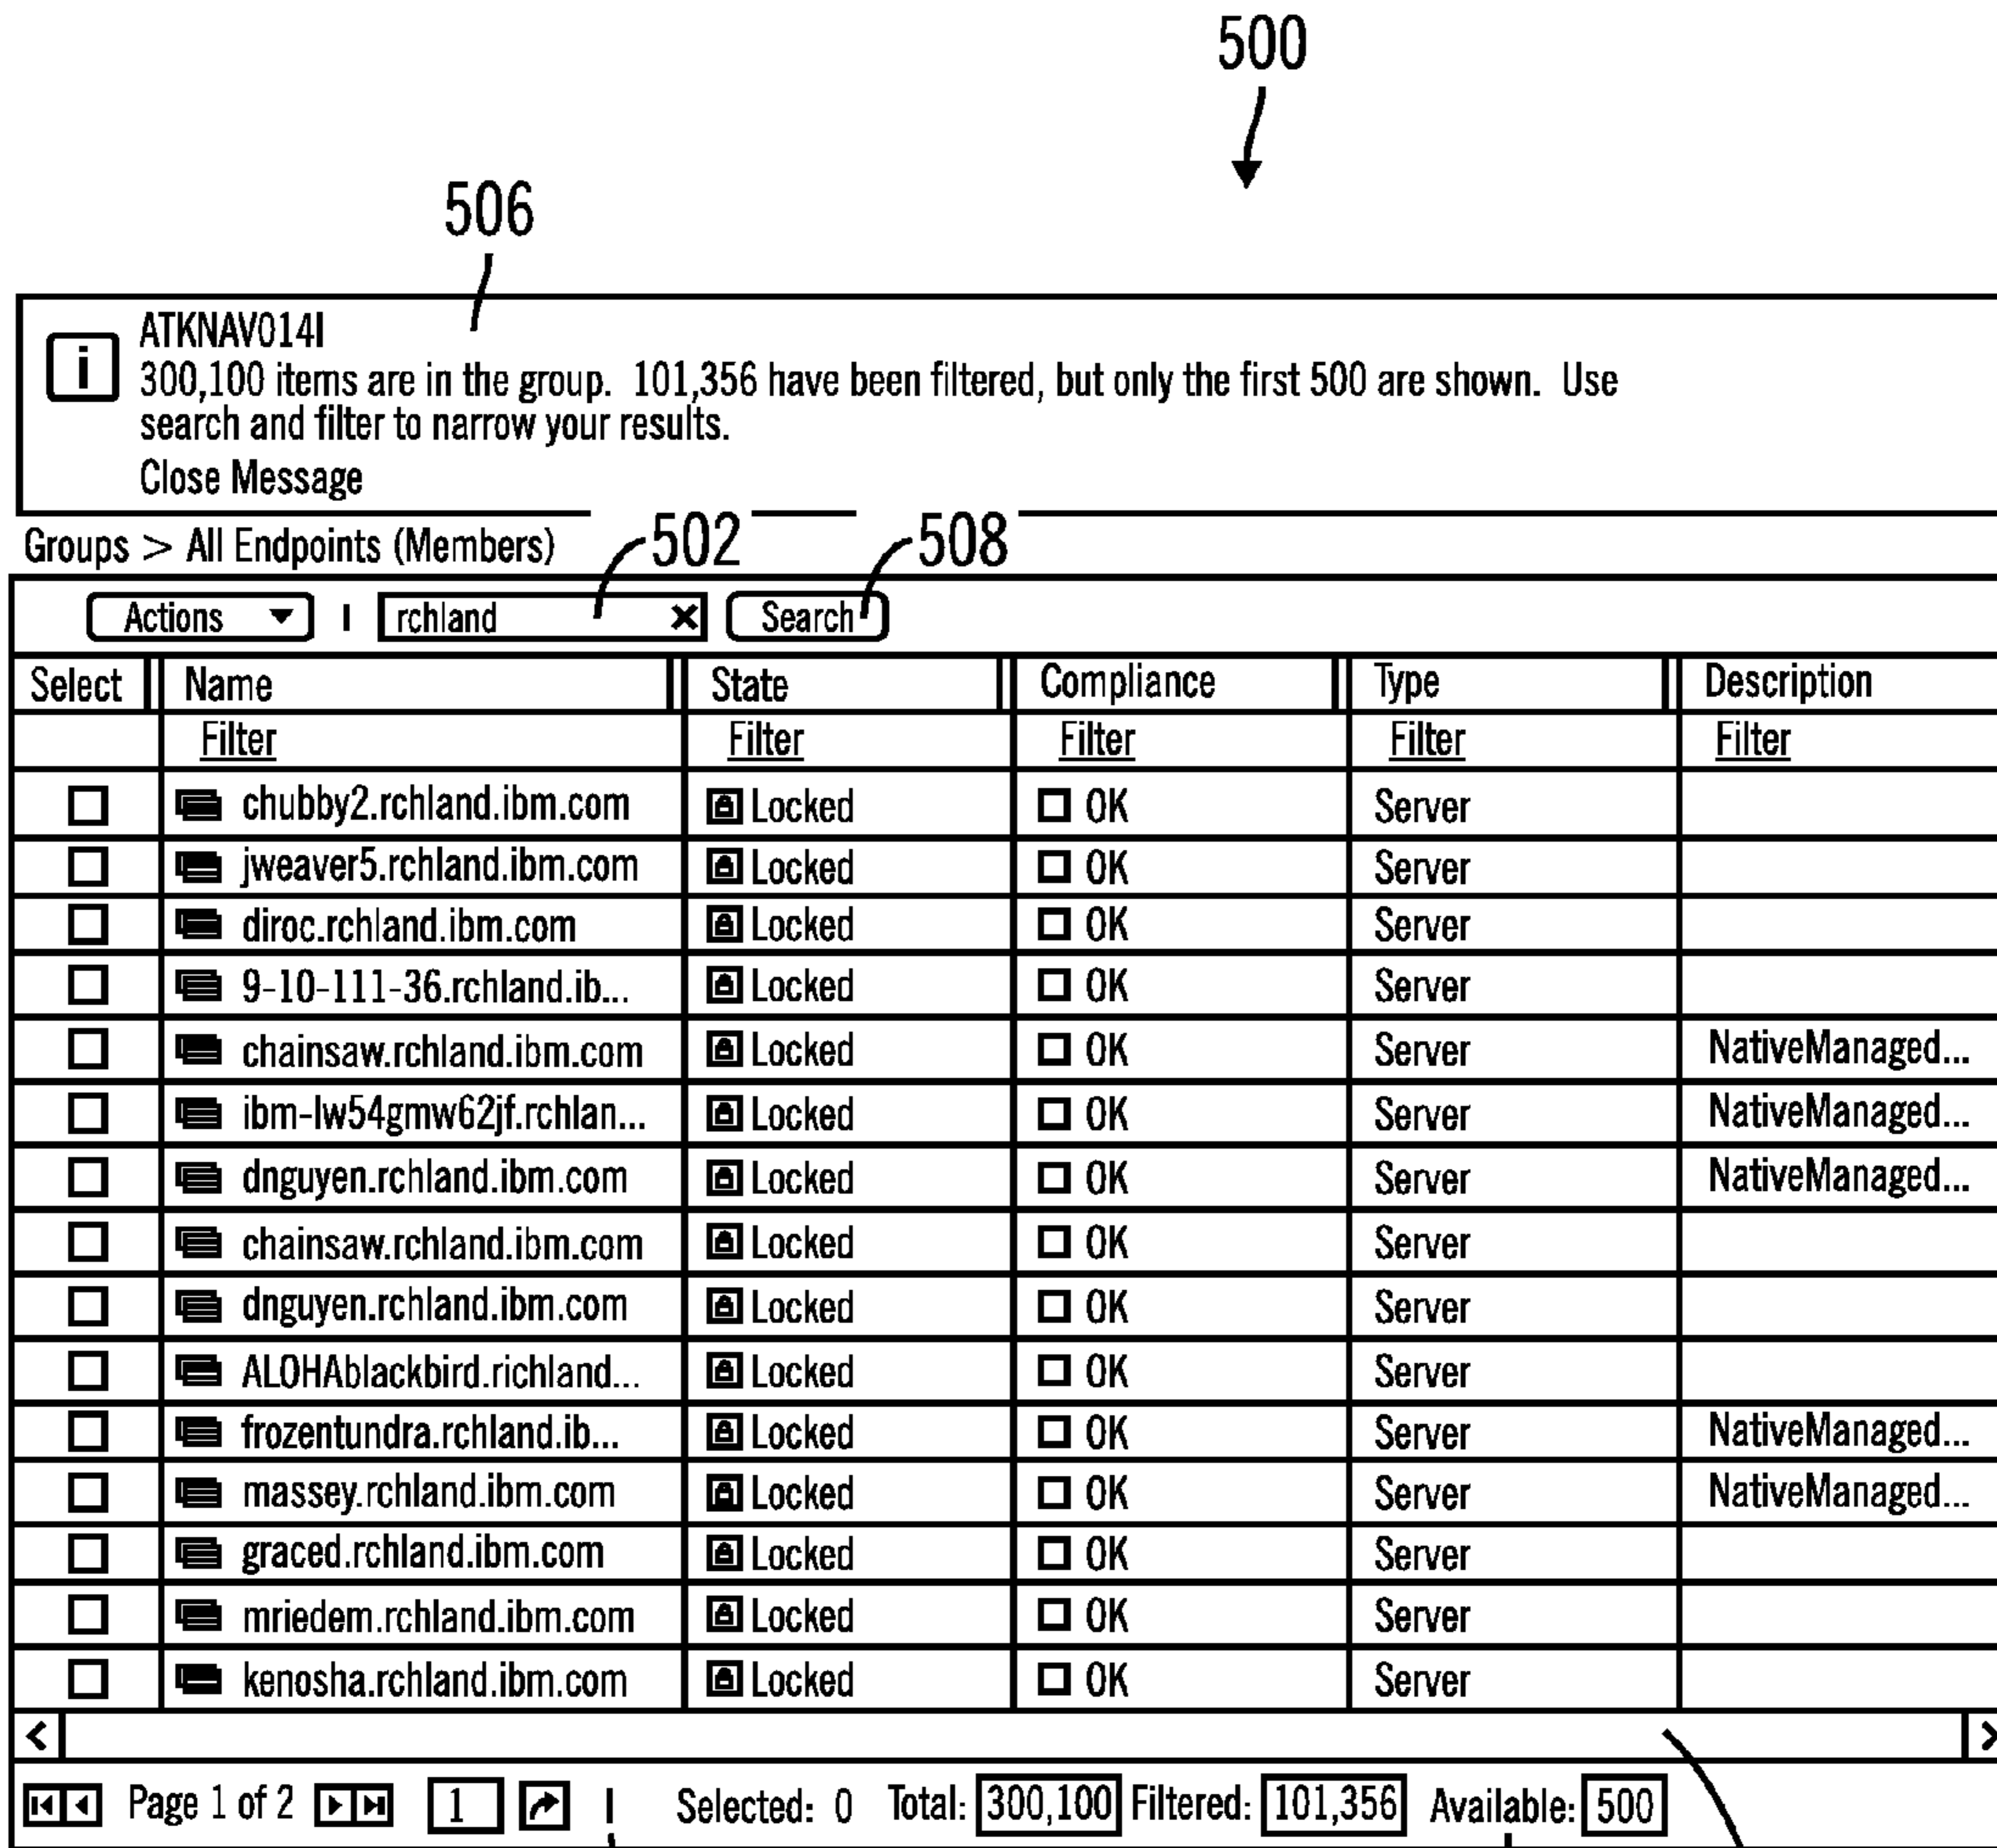 500
506
i
ATKNAV014I
300,100 items are in the group. 101,356 have been filtered, but only the first 500 are shown. Use
search and filter to narrow your results.
Close Message
Groups > All Endpoints (Members) 502 508
Actions | rchland Search
Select Name State Compliance Type Description
Filter Filter Filter Filter Filter
chubby2.rchland.ibm.com Locked OK Server
jweaver5.rchland.ibm.com Locked OK Server
diroc.rchland.ibm.com Locked OK Server
9-10-111-36.rchland.ib... Locked OK Server
chainsaw.rchland.ibm.com Locked OK Server NativeManaged...
ibm-lw54gmw62jf.rchlan... Locked OK Server NativeManaged...
dnguyen.rchland.ibm.com Locked OK Server NativeManaged...
chainsaw.rchland.ibm.com Locked OK Server
dnguyen.rchland.ibm.com Locked OK Server
ALOHAblackbird.richland... Locked OK Server
frozentundra.rchland.ib... Locked OK Server NativeManaged...
massey.rchland.ibm.com Locked OK Server NativeManaged...
graced.rchland.ibm.com Locked OK Server
mriedem.rchland.ibm.com Locked OK Server
kenosha.rchland.ibm.com Locked OK Server
Page 1 of 2 1 | Selected: 0 Total: 300,100 Filtered: 101,356 Available: 500